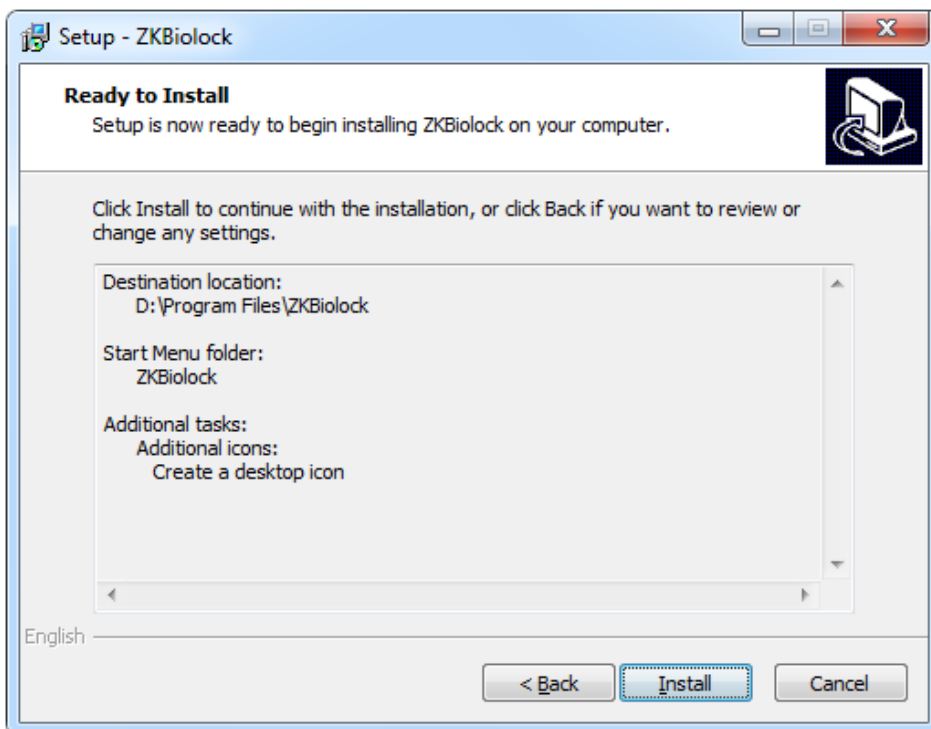 Setup - ZKBiolock
Ready to Install
Setup is now ready to begin installing ZKBiolock on your computer.
Click Install to continue with the installation, or click Back if you want to review or
change any settings.
Destination location:
D:\Program Files\ZKBiolock
Start Menu folder:
ZKBiolock
Additional tasks:
Additional icons:
Create a desktop icon
English
< Back Install Cancel